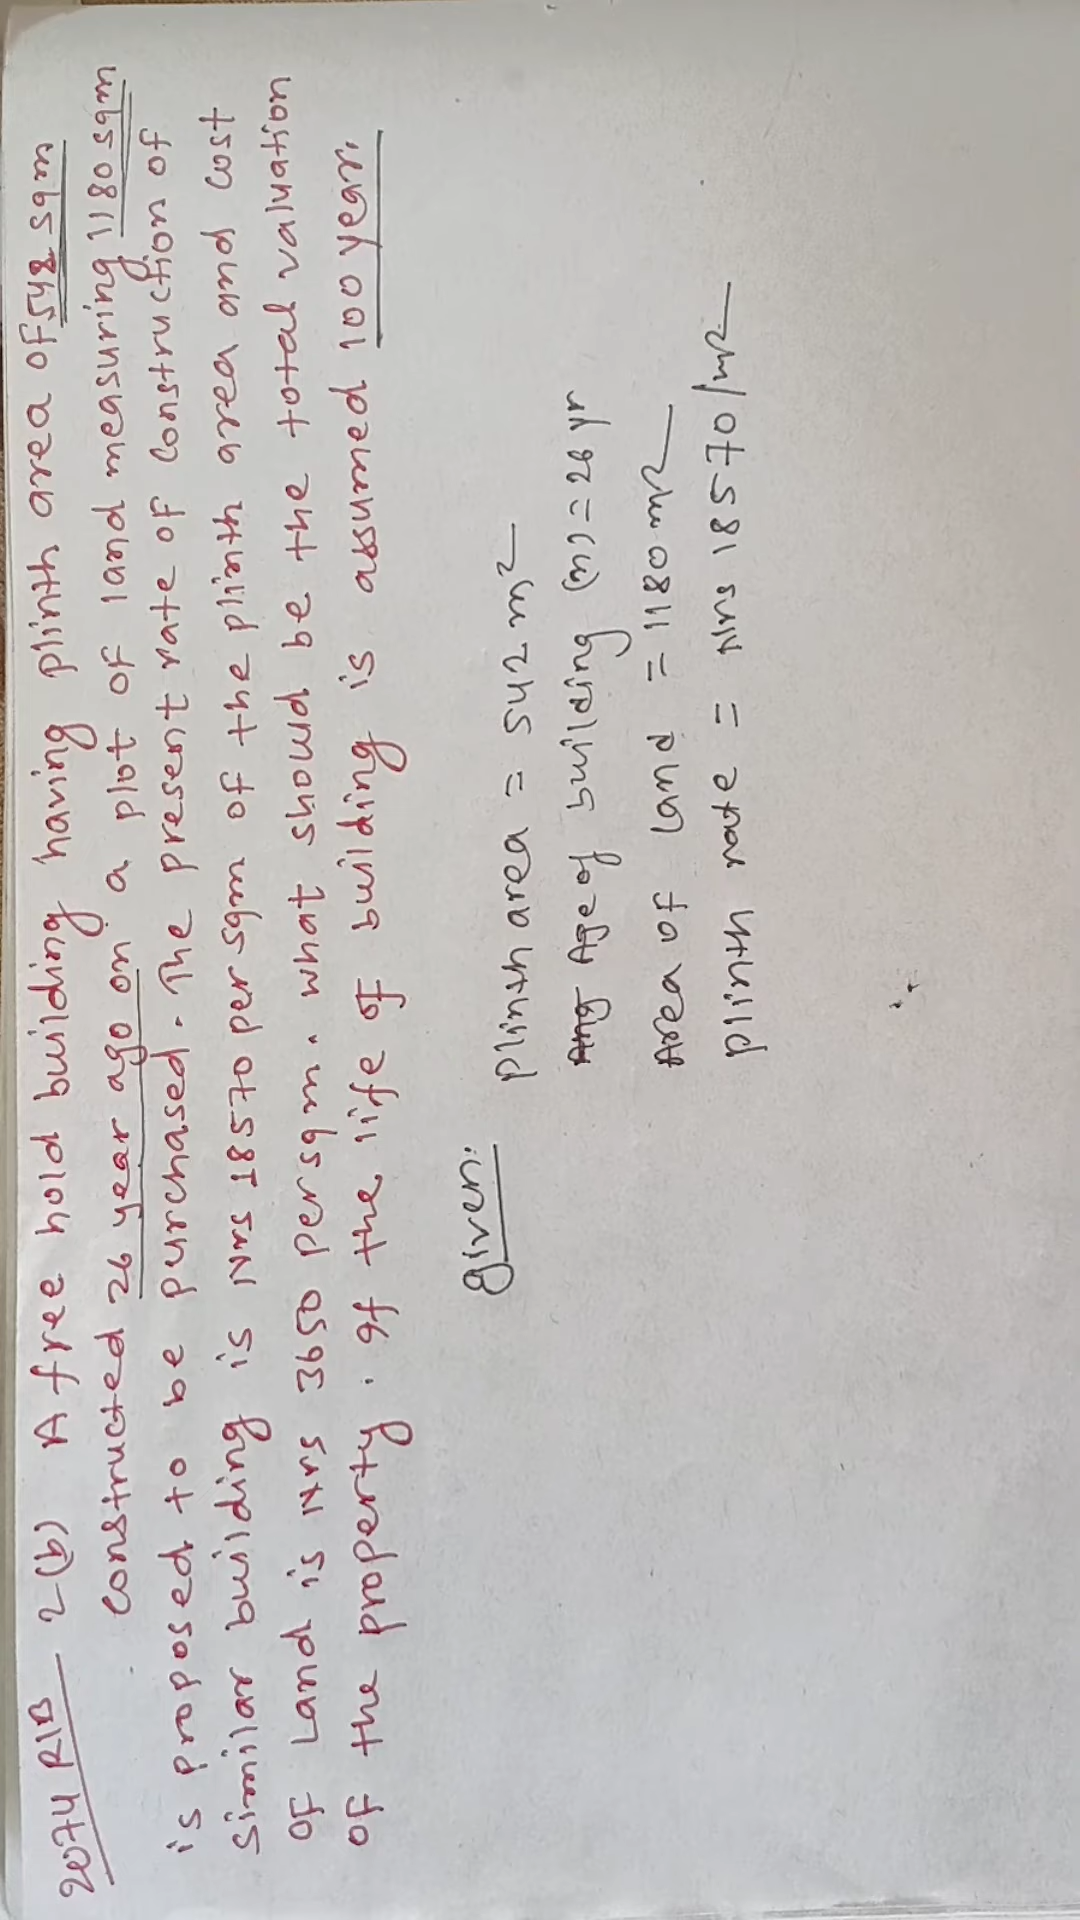 2074 RIB 2(b) A free hold building having plinth area of 542 sqm
constructed 26 year ago on a plot of land measuring 1180 sqm
is proposed to be purchased. The present rate of construction of
similar building is Nrs 18570 per sqm of the plinth area and cost
of Land is Nrs 3650 per sqm. what should be the total valuation
of the property. If the life of building is assumed 100 year.
given:
plinth area = 542 m²
Age of building (n) = 26 yr
Area of land = 1180 m²
plinth rate = Nrs 18570/m²